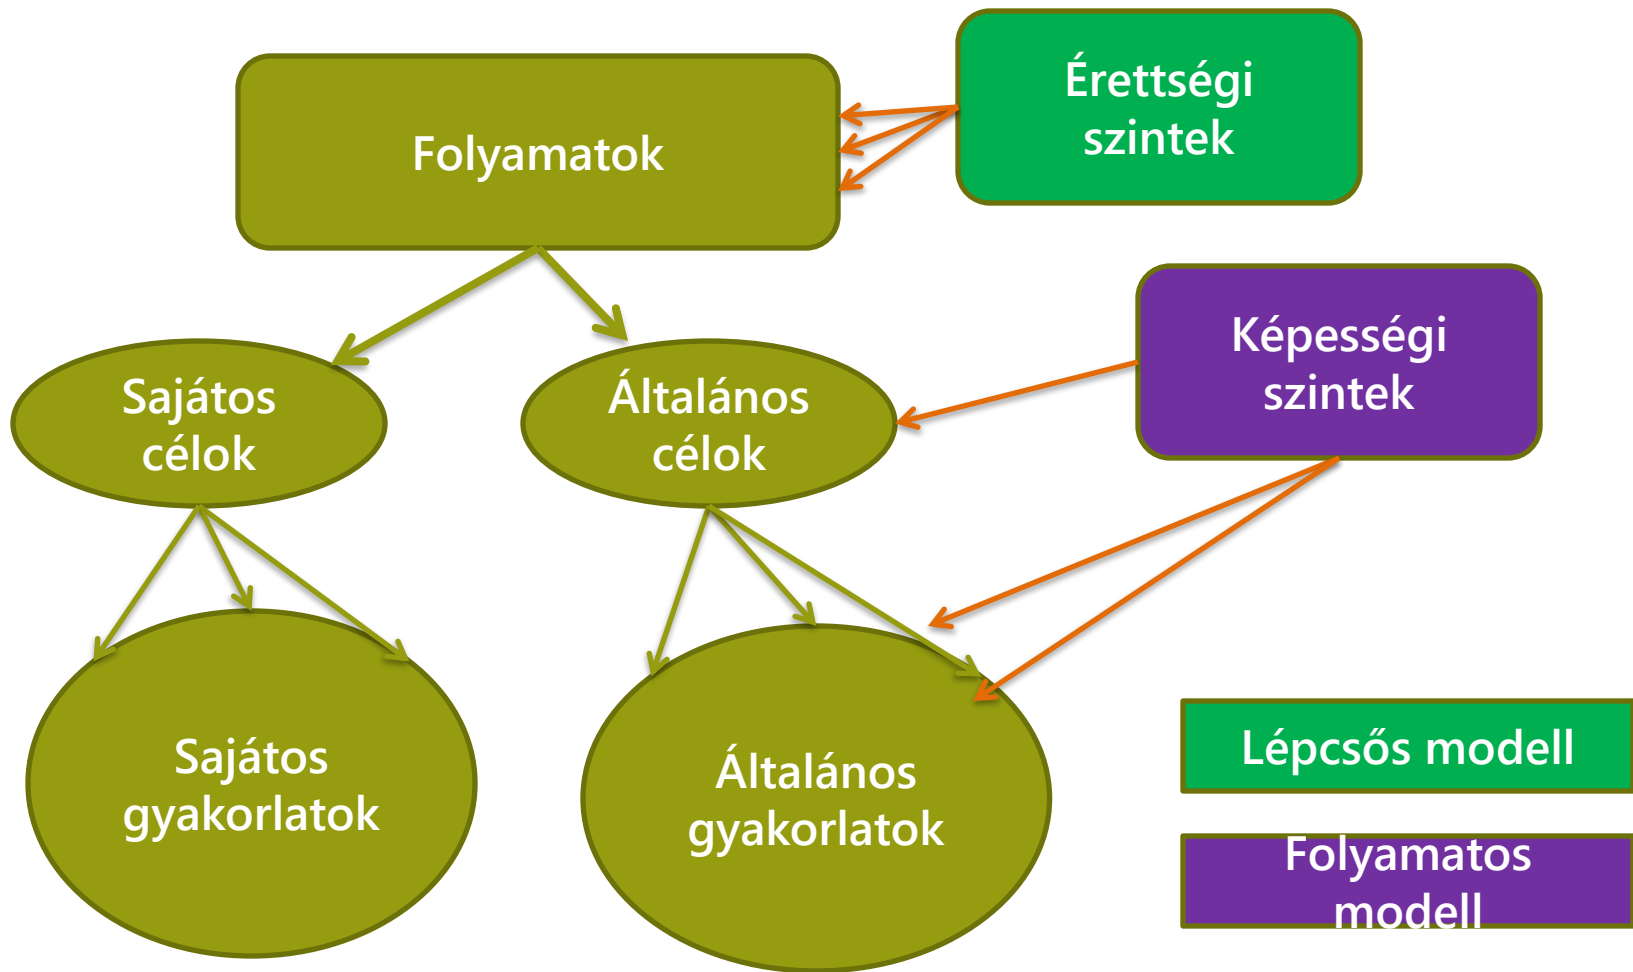 Folyamatok
Érettségi
szintek
Képességi
szintek
Sajátos
célok
Általános
célok
Sajátos
gyakorlatok
Általános
gyakorlatok
Lépcsős modell
Folyamatos
modell